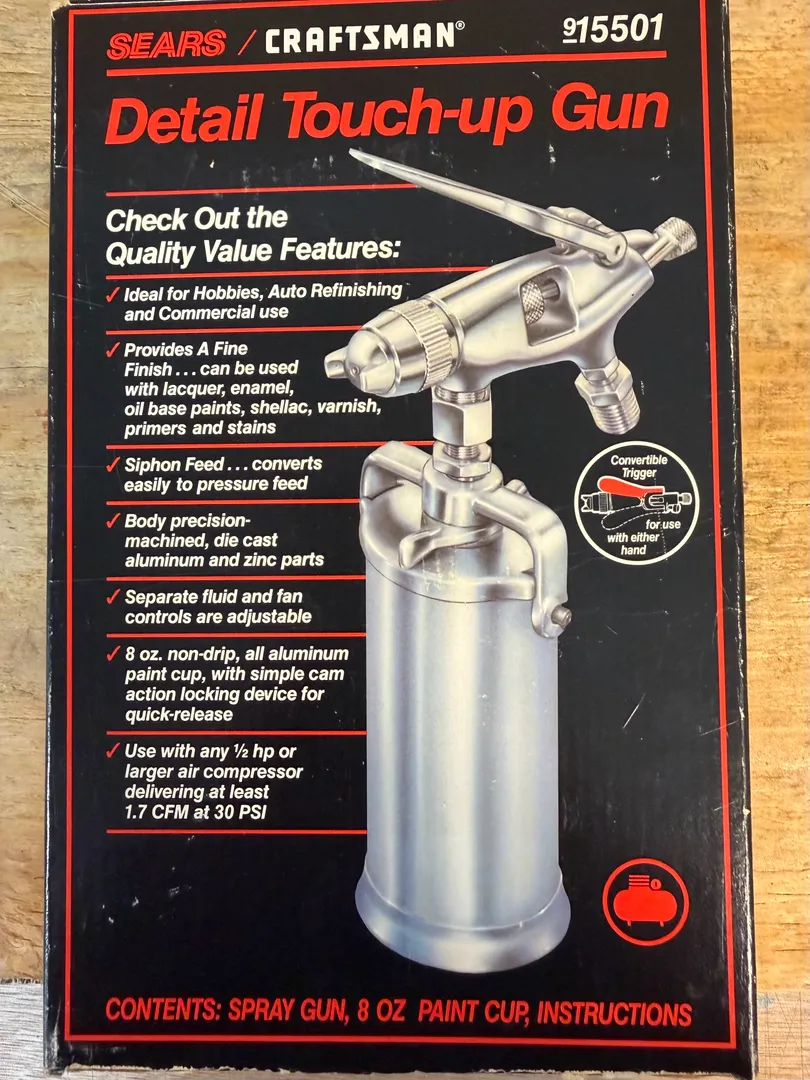 SEARS / CRAFTSMAN® 915501
Detail Touch-up Gun
Check Out the
Quality Value Features:
✓ Ideal for Hobbies, Auto Refinishing
and Commercial use
✓ Provides A Fine
Finish . . . can be used
with lacquer, enamel,
oil base paints, shellac, varnish,
primers and stains
✓ Siphon Feed . . . converts
easily to pressure feed
✓ Body precision-
machined, die cast
aluminum and zinc parts
✓ Separate fluid and fan
controls are adjustable
✓ 8 oz. non-drip, all aluminum
paint cup, with simple cam
action locking device for
quick-release
✓ Use with any ½ hp or
larger air compressor
delivering at least
1.7 CFM at 30 PSI
Convertible
Trigger
for use
with either
hand
CONTENTS: SPRAY GUN, 8 OZ PAINT CUP, INSTRUCTIONS